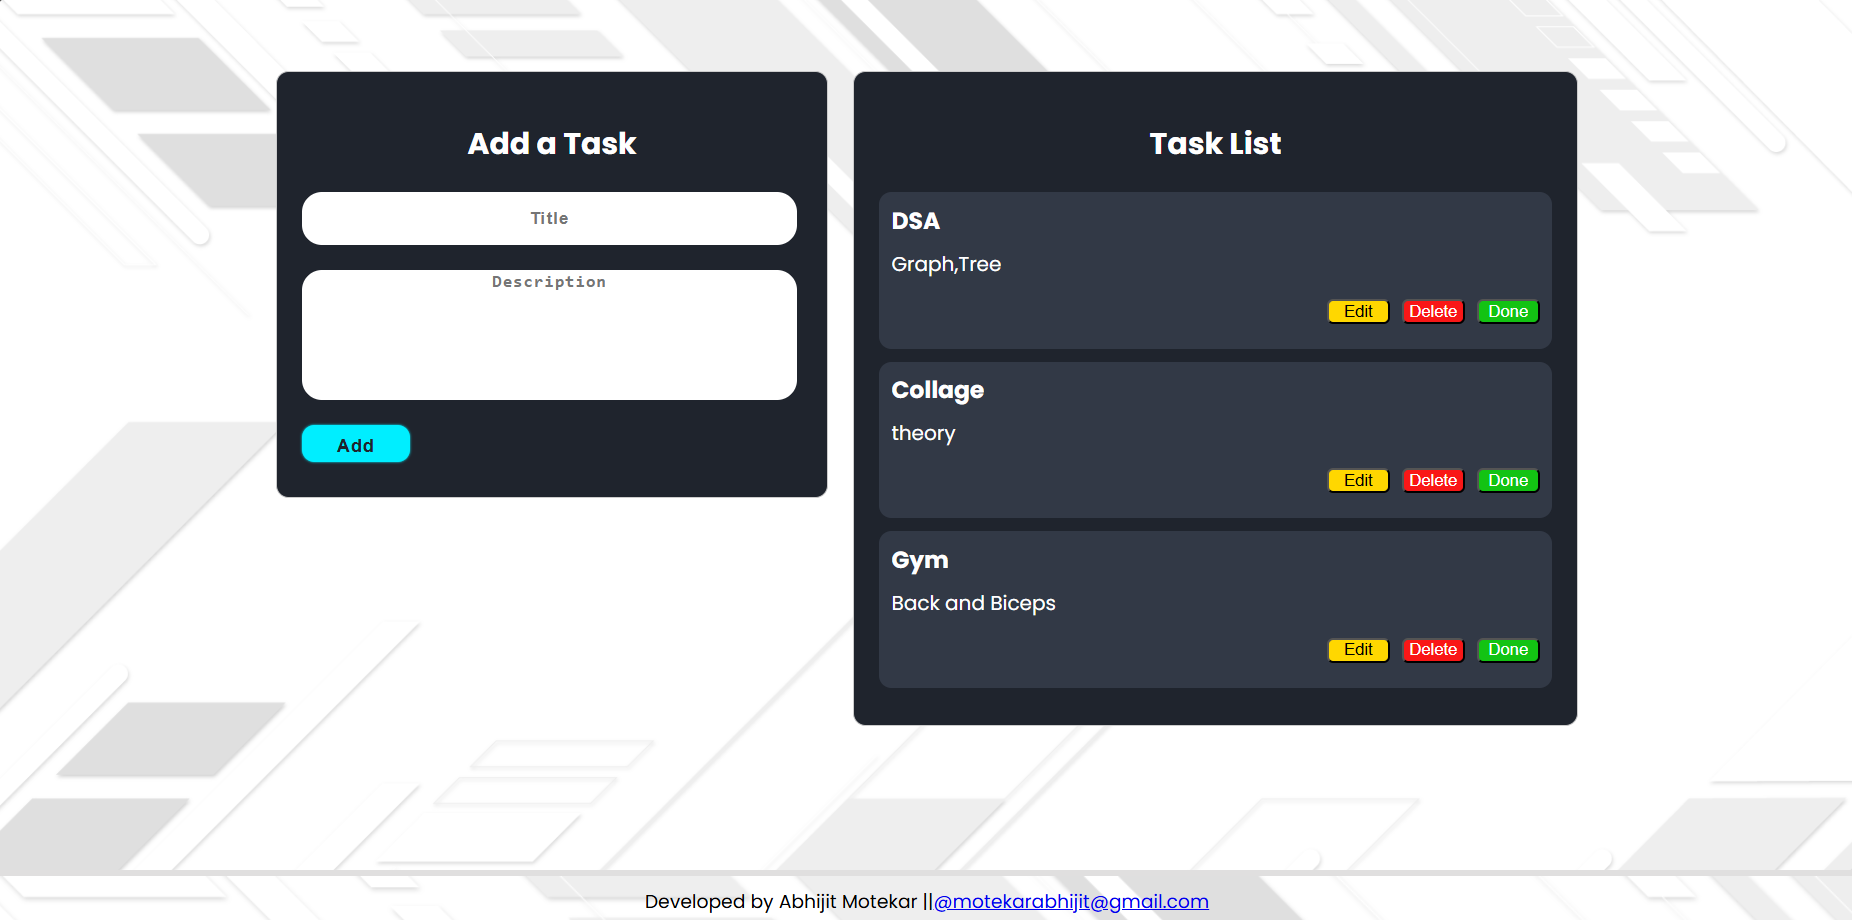 Add a Task
Title
Description
Add
Task List
DSA
Graph,Tree
Edit Delete Done
Collage
theory
Edit Delete Done
Gym
Back and Biceps
Edit Delete Done
Developed by Abhijit Motekar ||@motekarabhijit@gmail.com